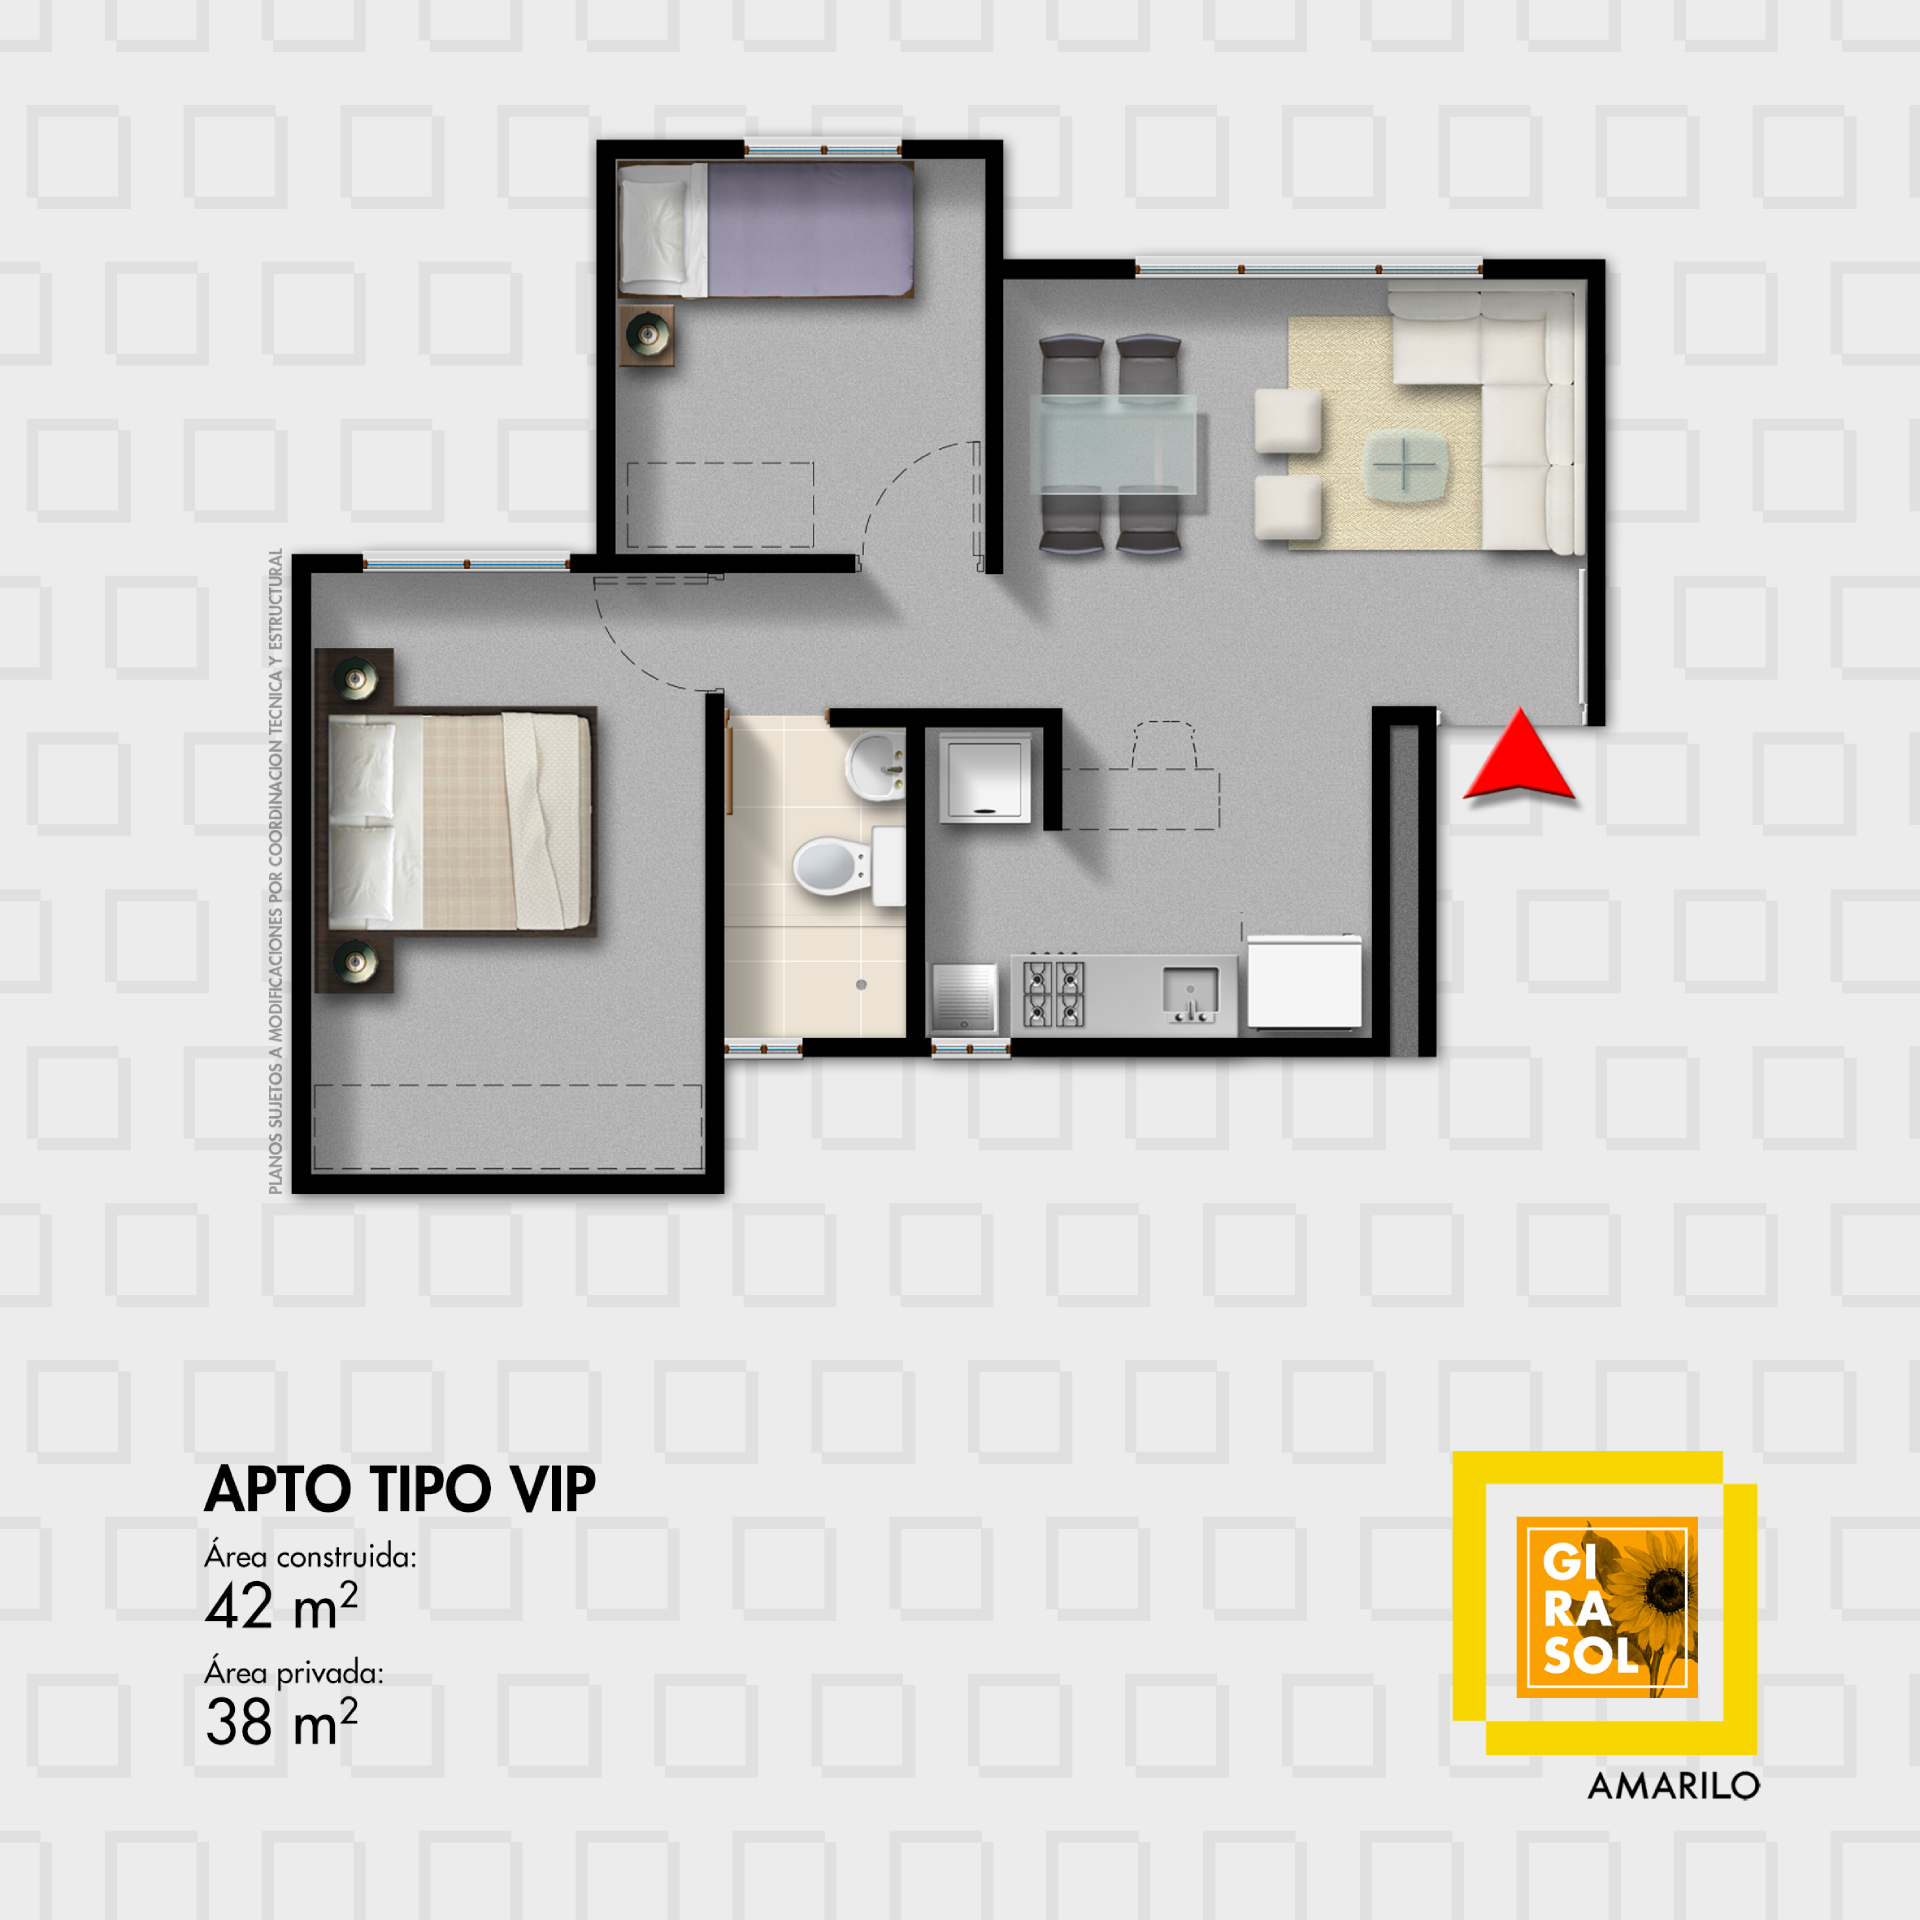 PLANOS SUJETOS A MODIFICACIONES POR COORDINACION TECNICA Y ESTRUCTURAL
APTO TIPO VIP
Área construida:
42 m²
Área privada:
38 m²
GI
RA
SOL
AMARILO